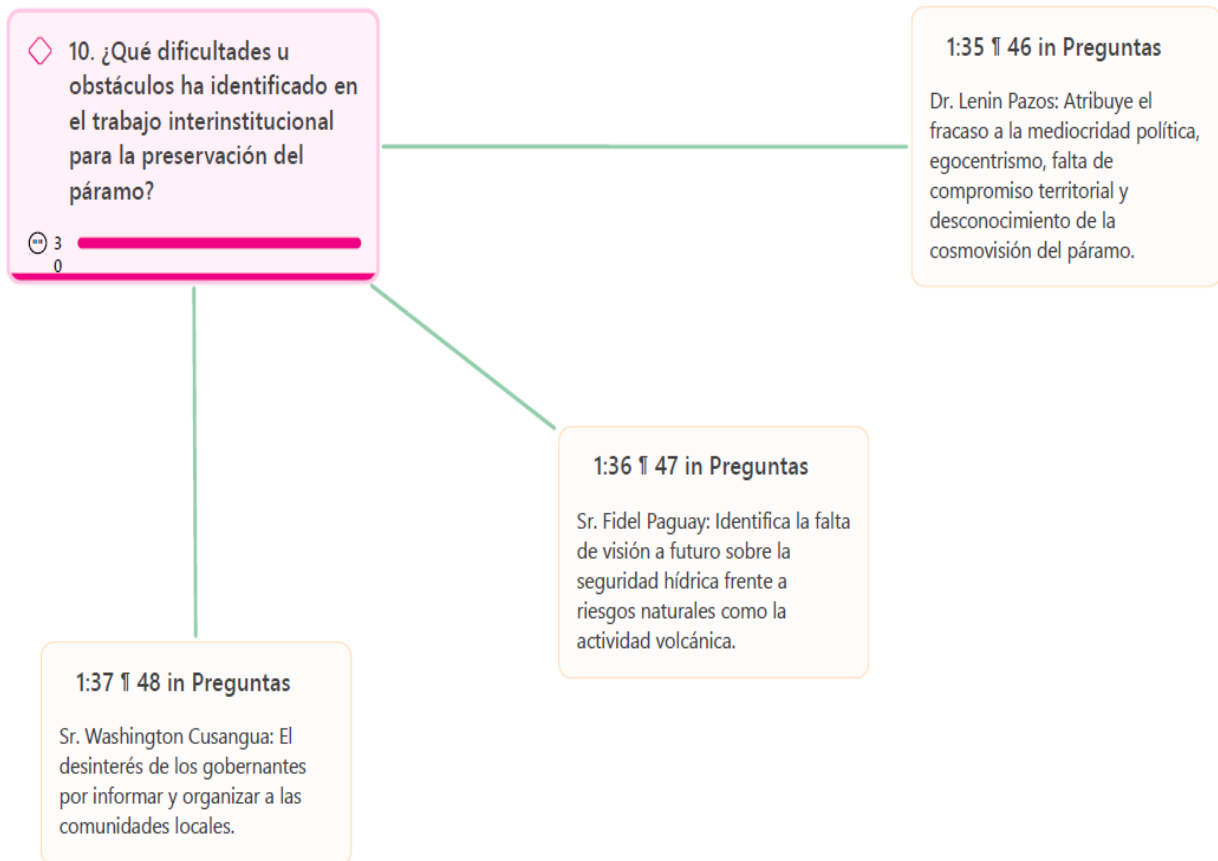 10. ¿Qué dificultades u
obstáculos ha identificado en
el trabajo interinstitucional
para la preservación del
páramo?
3
0
1:35 ¶ 46 in Preguntas
Dr. Lenin Pazos: Atribuye el
fracaso a la mediocridad política,
egocentrismo, falta de
compromiso territorial y
desconocimiento de la
cosmovisión del páramo.
1:36 ¶ 47 in Preguntas
Sr. Fidel Paguay: Identifica la falta
de visión a futuro sobre la
seguridad hídrica frente a
riesgos naturales como la
actividad volcánica.
1:37 ¶ 48 in Preguntas
Sr. Washington Cusangua: El
desinterés de los gobernantes
por informar y organizar a las
comunidades locales.